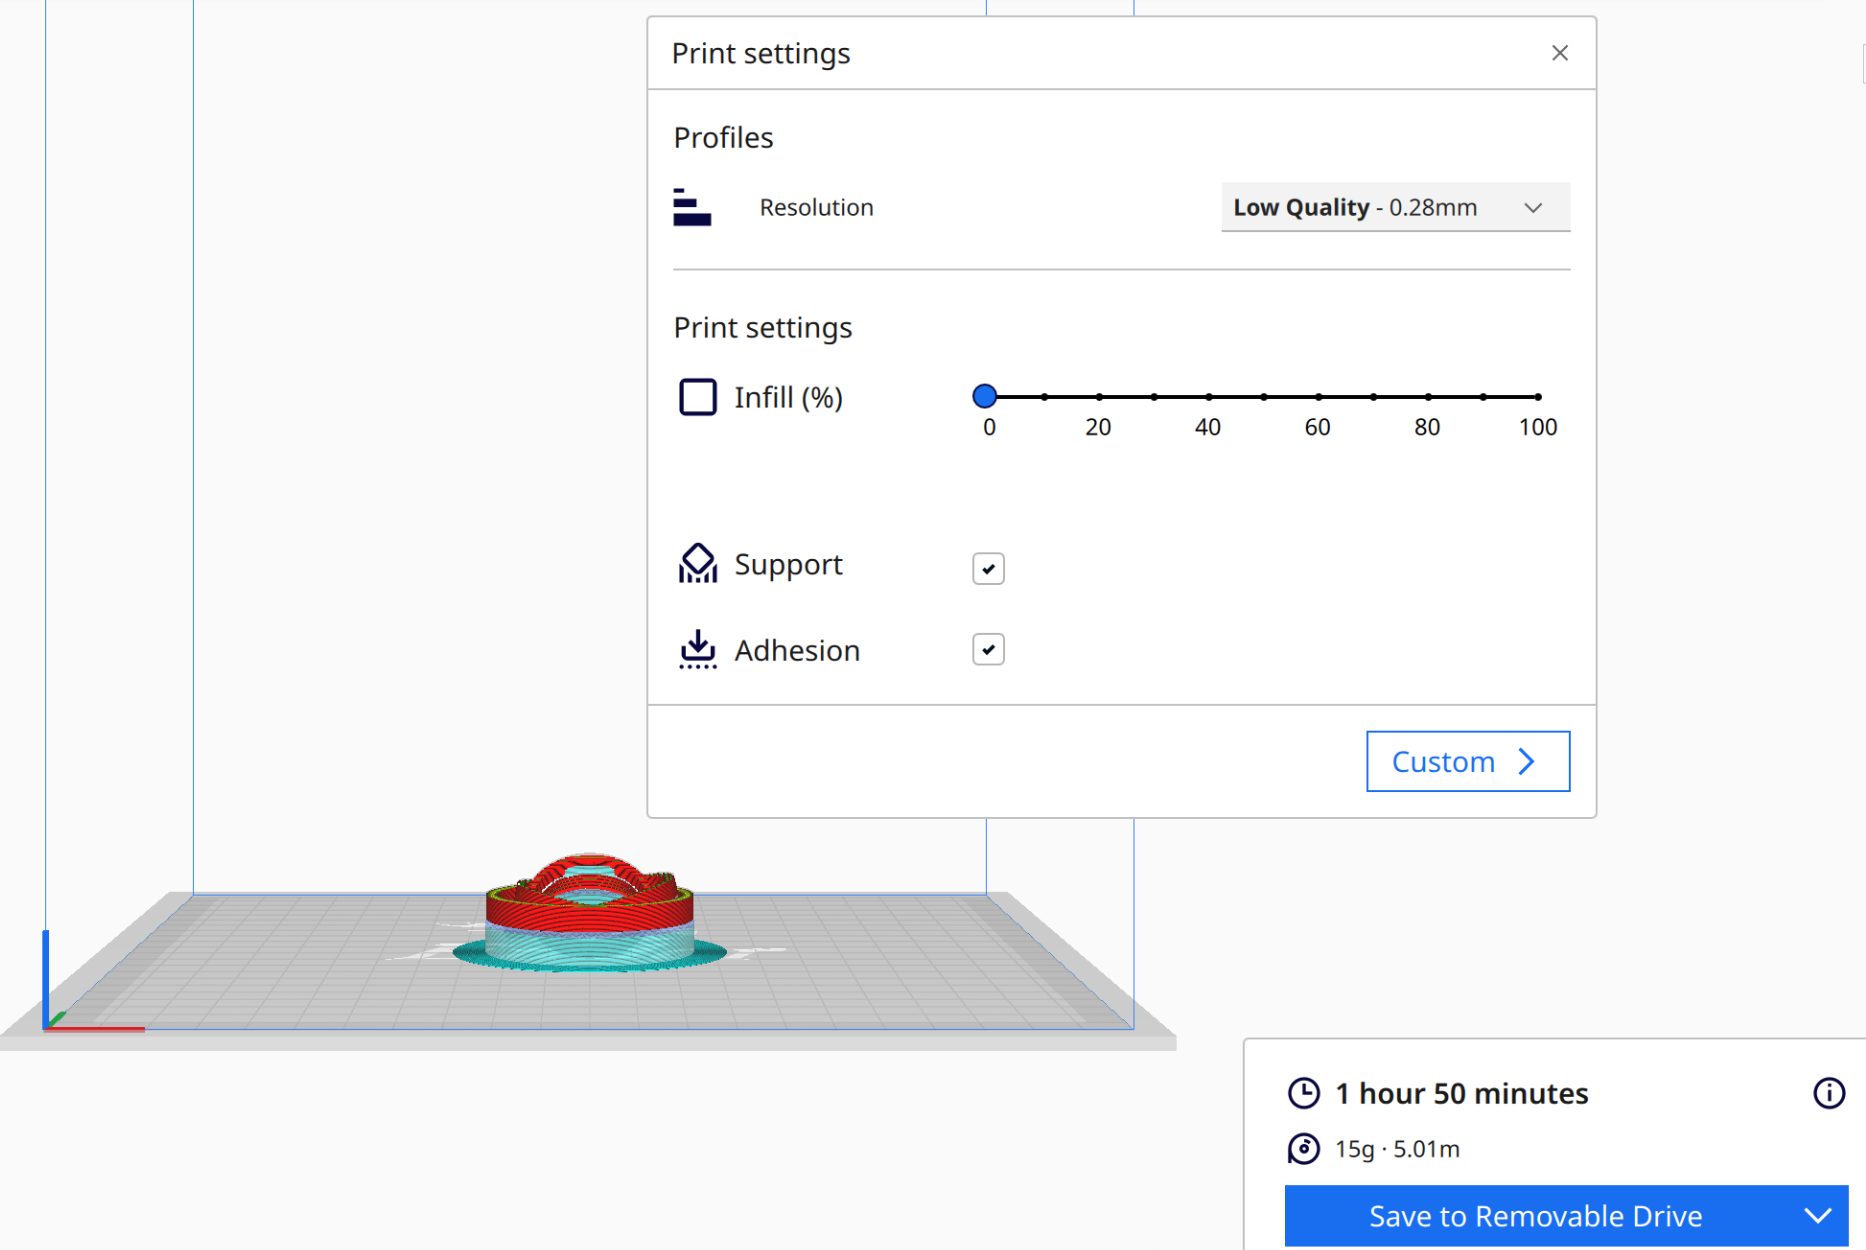 Print settings
Profiles
Resolution
Low Quality - 0.28mm
Print settings
Infill (%)
0 20 40 60 80 100
Support
Adhesion
Custom
1 hour 50 minutes
15g · 5.01m
Save to Removable Drive